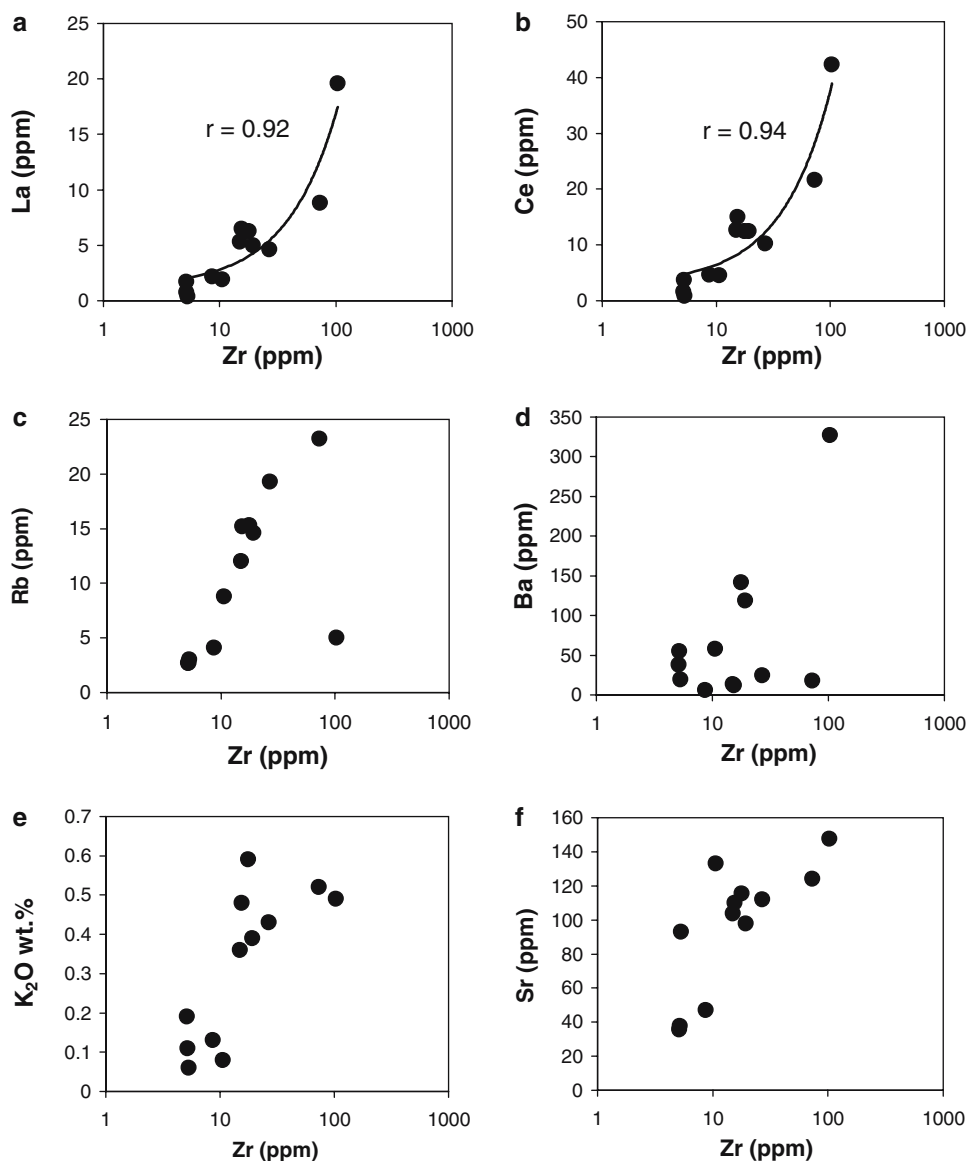 a
La (ppm)
25
20
15
10
5
0
r = 0.92
1 10 100 1000
Zr (ppm)
b
Ce (ppm)
50
40
30
20
10
0
r = 0.94
1 10 100 1000
Zr (ppm)
c
Rb (ppm)
25
20
15
10
5
0
1 10 100 1000
Zr (ppm)
d
Ba (ppm)
350
300
250
200
150
100
50
0
1 10 100 1000
Zr (ppm)
e
K₂O wt.%
0.7
0.6
0.5
0.4
0.3
0.2
0.1
0
1 10 100 1000
Zr (ppm)
f
Sr (ppm)
160
140
120
100
80
60
40
20
0
1 10 100 1000
Zr (ppm)